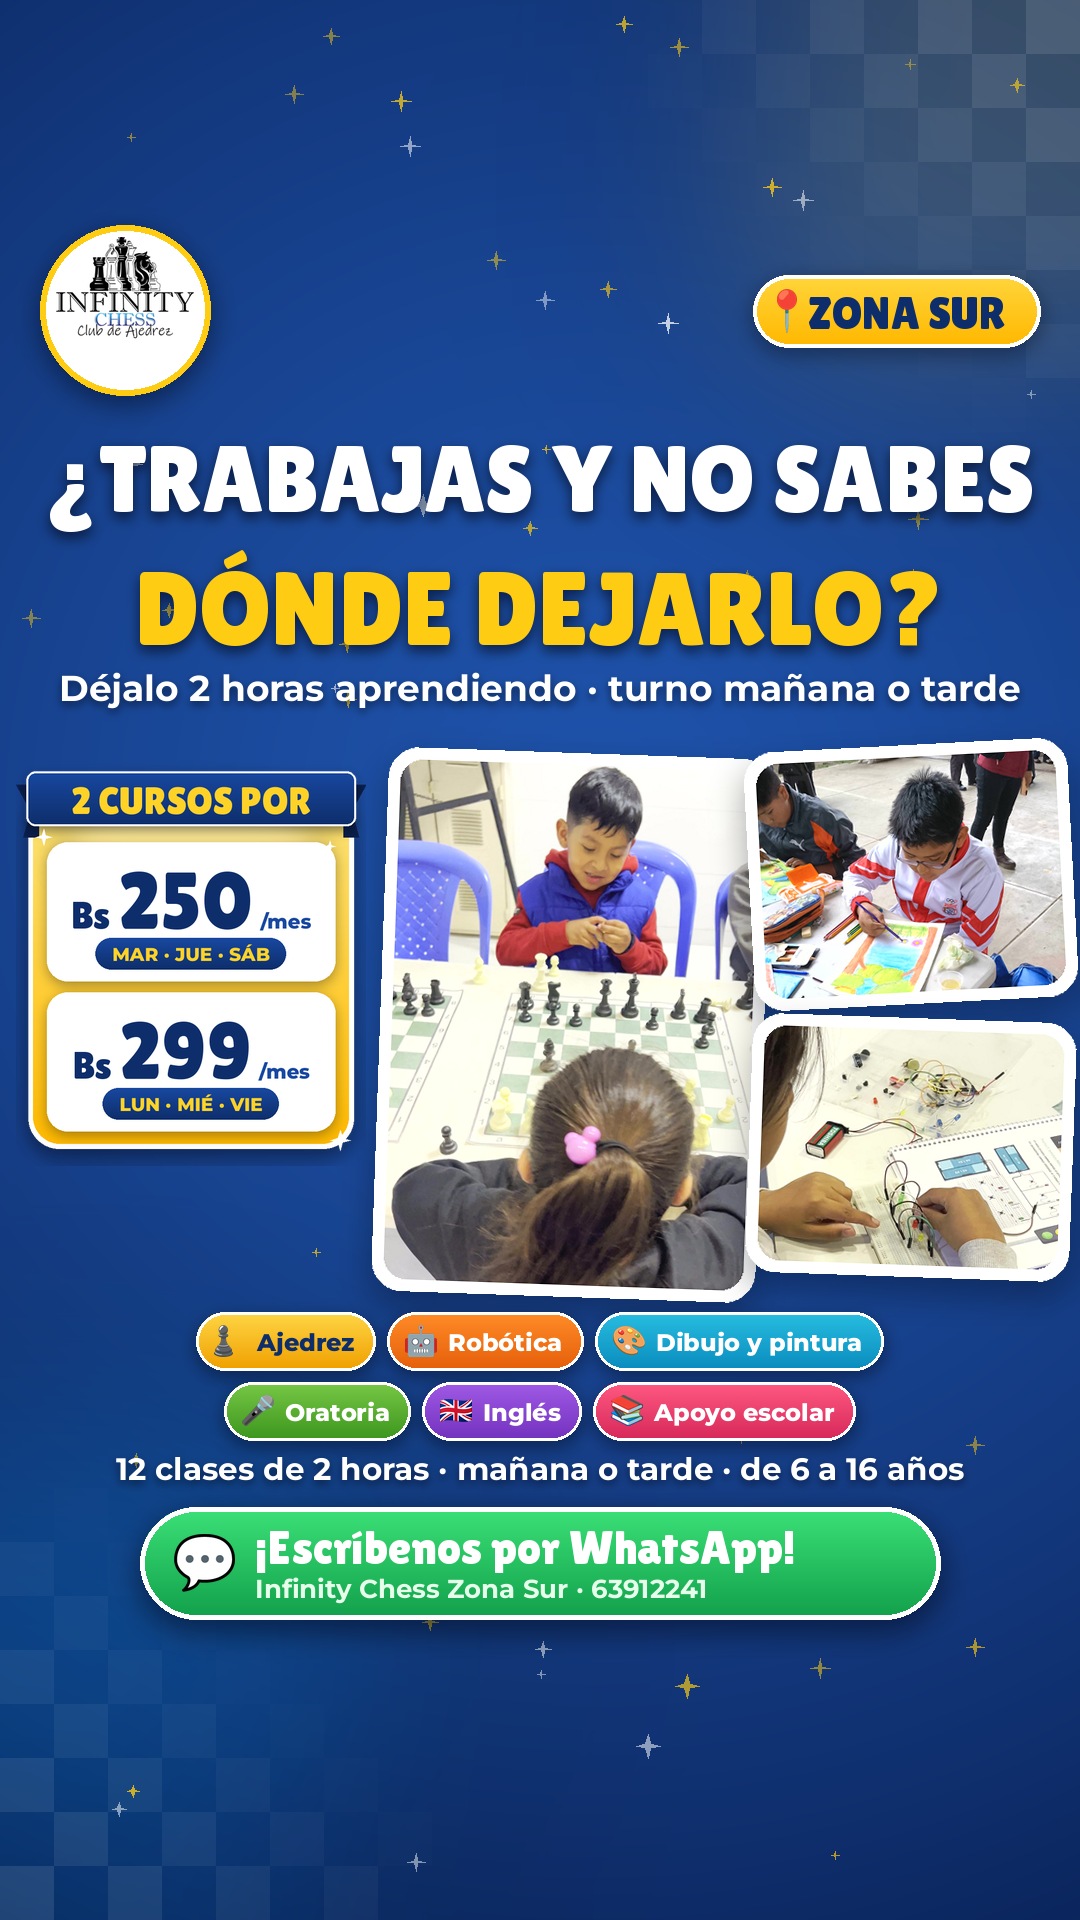 INFINITY
CHESS
Club de Ajedrez
ZONA SUR
¿TRABAJAS Y NO SABES
DÓNDE DEJARLO?
Déjalo 2 horas aprendiendo · turno mañana o tarde
2 CURSOS POR
Bs 250 /mes
MAR · JUE · SÁB
Bs 299 /mes
LUN · MIÉ · VIE
Ajedrez
Robótica
Dibujo y pintura
Oratoria
Inglés
Apoyo escolar
12 clases de 2 horas · mañana o tarde · de 6 a 16 años
¡Escríbenos por WhatsApp!
Infinity Chess Zona Sur · 63912241